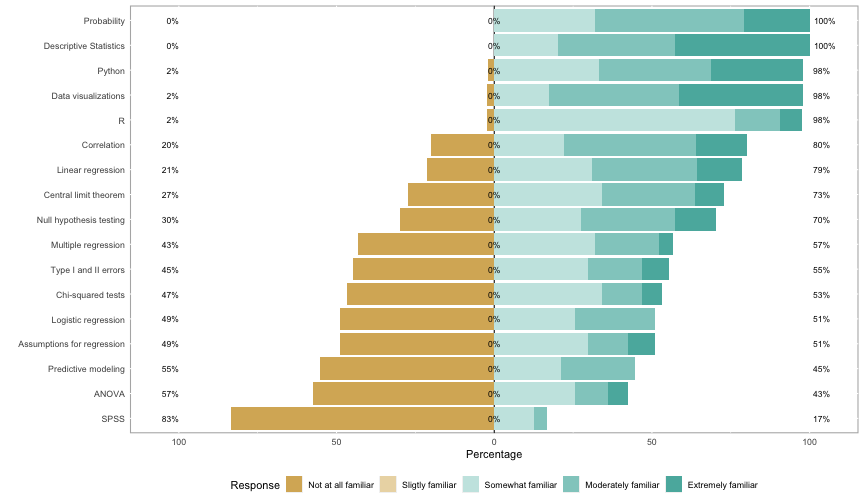 Probability 0% 0% 100%
Descriptive Statistics 0% 0% 100%
Python 2% 0% 98%
Data visualizations 2% 0% 98%
R 2% 0% 98%
Correlation 20% 0% 80%
Linear regression 21% 0% 79%
Central limit theorem 27% 0% 73%
Null hypothesis testing 30% 0% 70%
Multiple regression 43% 0% 57%
Type I and II errors 45% 0% 55%
Chi-squared tests 47% 0% 53%
Logistic regression 49% 0% 51%
Assumptions for regression 49% 0% 51%
Predictive modeling 55% 0% 45%
ANOVA 57% 0% 43%
SPSS 83% 0% 17%
100 50 0 50 100
Percentage
Response Not at all familiar Sligtly familiar Somewhat familiar Moderately familiar Extremely familiar